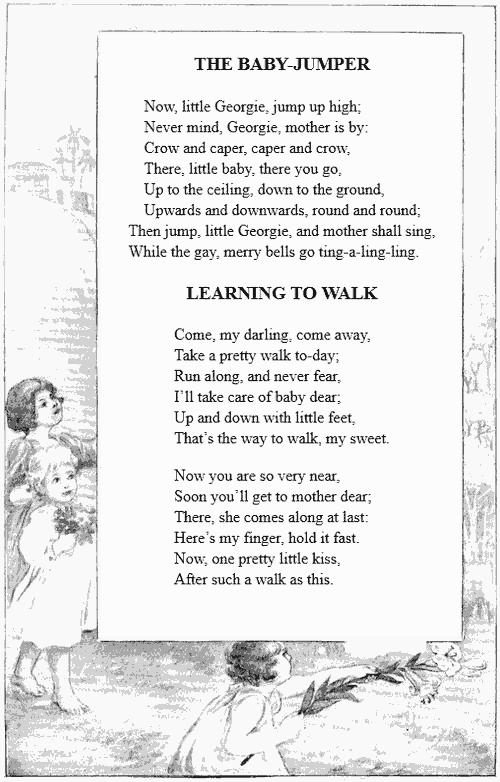 THE BABY-JUMPER
Now, little Georgie, jump up high;
Never mind, Georgie, mother is by:
Crow and caper, caper and crow,
There, little baby, there you go,
Up to the ceiling, down to the ground,
Upwards and downwards, round and round;
Then jump, little Georgie, and mother shall sing,
While the gay, merry bells go ting-a-ling-ling.
LEARNING TO WALK
Come, my darling, come away,
Take a pretty walk to-day;
Run along, and never fear,
I’ll take care of baby dear;
Up and down with little feet,
That’s the way to walk, my sweet.
Now you are so very near,
Soon you’ll get to mother dear;
There, she comes along at last:
Here’s my finger, hold it fast.
Now, one pretty little kiss,
After such a walk as this.